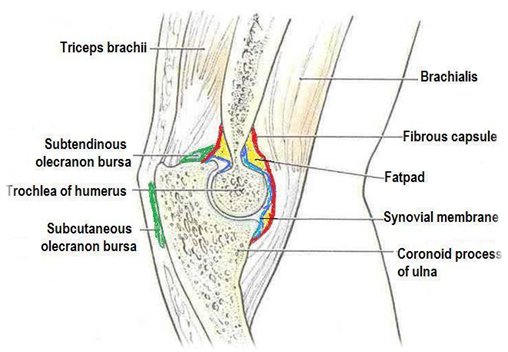 Triceps brachii
Brachialis
Subtendinous
olecranon bursa
Fibrous capsule
Fatpad
Trochlea of humerus
Synovial membrane
Subcutaneous
olecranon bursa
Coronoid process
of ulna